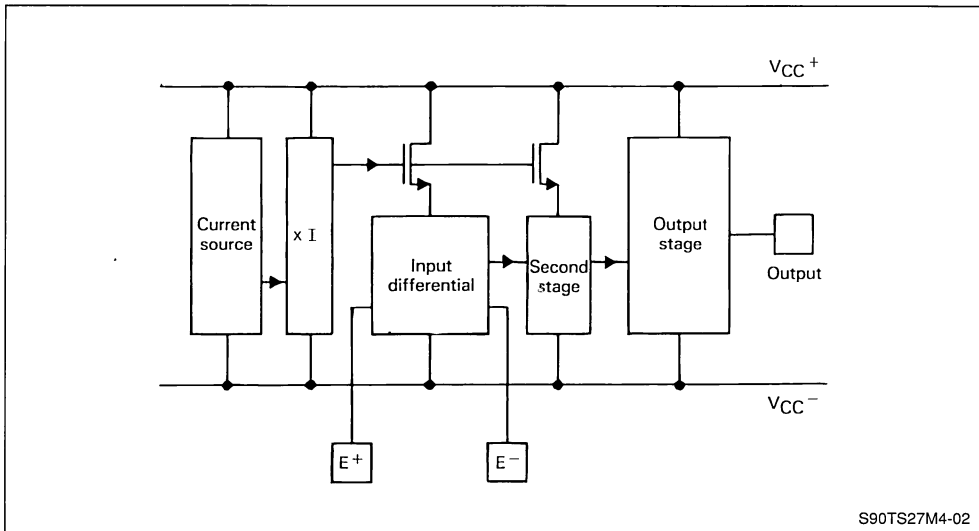 VCC+
Current
source
x I
Input
differential
Second
stage
Output
stage
Output
VCC−
E+
E−
S90TS27M4-02